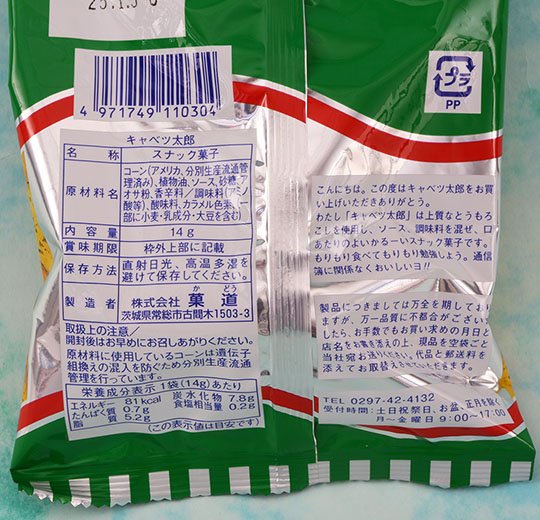 4 971749 110304
プラ
PP
キャベツ太郎
名称 スナック菓子
原材料名 コーン(アメリカ、分別生産流通管
理済み)、植物油、ソース、砂糖、ア
オサ粉、香辛料／調味料(アミノ
酸等)、酸味料、カラメル色素、(一
部に小麦・乳成分・大豆を含む)
内容量 14g
賞味期限 枠外上部に記載
保存方法 直射日光、高温多湿を
避けて保存してください。
製造者 株式会社 菓道
かどう
茨城県常総市古間木1503-3
取扱上の注意／
開封後はお早めにお召しあがりください。
原材料に使用しているコーンは遺伝子
組換えの混入を防ぐため分別生産流通
管理を行っています。
栄養成分表示 1袋(14g)あたり
エネルギー 81kcal 炭水化物 7.8g
たんぱく質 0.7g 食塩相当量 0.2g
脂質 5.2g
(この表示値は目安です)
こんにちは。この度はキャベツ太郎をお買
い上げいただきありがとう。
わたし「キャベツ太郎」は上質なとうもろ
こしを使用し、ソース、調味料を混ぜ、口
あたりのよいかるーいスナック菓子です。
もりもり食べてもりもり勉強しよう。通信
簿に関係なくおいしいヨ!!
製品につきましては万全を期しており
ますが、万一品質に不都合がございま
したら、お手数でもお買い求めの月日と
店名をお書き添えの上、現品を空袋ごと
当社宛お送りください。代品と郵送料を
添えてお取替えさせていただきます。
TEL 0297-42-4132
受付時間：土日祝祭日、お盆、正月を除く
月～金曜日 9:00～17:00